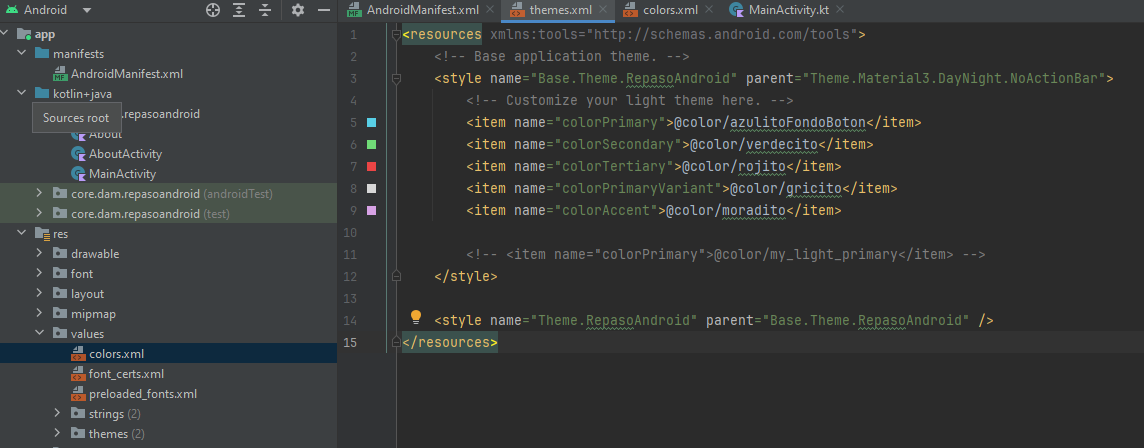 Android
app
manifests
AndroidManifest.xml
kotlin+java
.repasoandroid
Sources root
About
AboutActivity
MainActivity
core.dam.repasoandroid (androidTest)
core.dam.repasoandroid (test)
res
drawable
font
layout
mipmap
values
colors.xml
font_certs.xml
preloaded_fonts.xml
strings (2)
themes (2)
AndroidManifest.xml
themes.xml
colors.xml
MainActivity.kt
1 <resources xmlns:tools="http://schemas.android.com/tools">
2 <!-- Base application theme. -->
3 <style name="Base.Theme.RepasoAndroid" parent="Theme.Material3.DayNight.NoActionBar">
4 <!-- Customize your light theme here. -->
5 <item name="colorPrimary">@color/azulitoFondoBoton</item>
6 <item name="colorSecondary">@color/verdecito</item>
7 <item name="colorTertiary">@color/rojito</item>
8 <item name="colorPrimaryVariant">@color/gricito</item>
9 <item name="colorAccent">@color/moradito</item>
10
11 <!-- <item name="colorPrimary">@color/my_light_primary</item> -->
12 </style>
13
14 <style name="Theme.RepasoAndroid" parent="Base.Theme.RepasoAndroid" />
15 </resources>